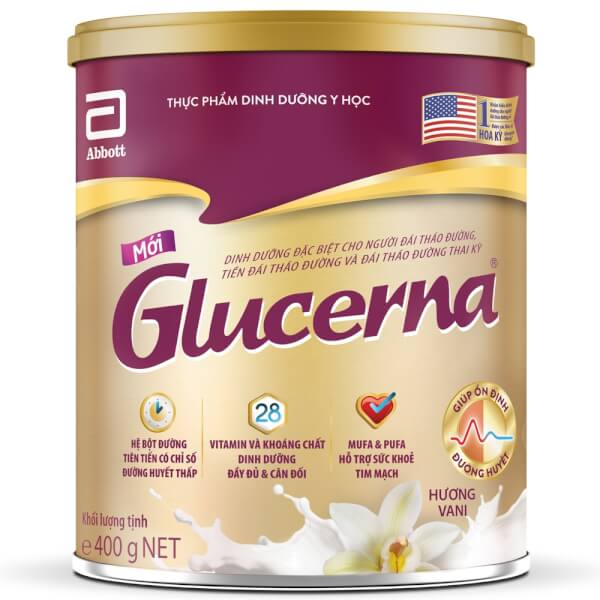 THỰC PHẨM DINH DƯỠNG Y HỌC
Abbott
1
HOA KỲ
Mới
DINH DƯỠNG ĐẶC BIỆT CHO NGƯỜI ĐÁI THÁO ĐƯỜNG,
TIỀN ĐÁI THÁO ĐƯỜNG VÀ ĐÁI THÁO ĐƯỜNG THAI KỲ
Glucerna®
HỆ BỘT ĐƯỜNG
TIÊN TIẾN CÓ CHỈ SỐ
ĐƯỜNG HUYẾT THẤP
28
VITAMIN VÀ KHOÁNG CHẤT
DINH DƯỠNG
ĐẦY ĐỦ & CÂN ĐỐI
MUFA & PUFA
HỖ TRỢ SỨC KHOẺ
TIM MẠCH
GIÚP ỔN ĐỊNH
ĐƯỜNG HUYẾT
HƯƠNG
VANI
Khối lượng tịnh
℮ 400 g NET